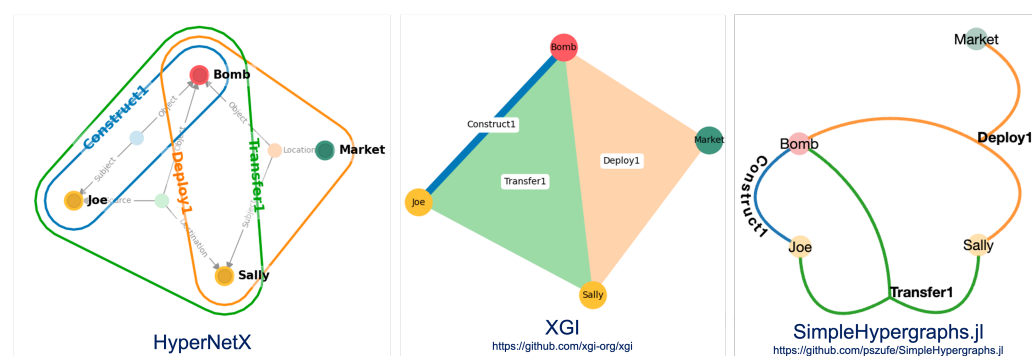 Bomb
Object
Object
Construct1
Subject
Location
Market
Deploy1
Transfer1
Joe
Destination
Sally
HyperNetX
Bomb
Construct1
Market
Deploy1
Transfer1
Joe
Sally
XGI
https://github.com/xgi-org/xgi
Market
Deploy1
Bomb
Construct1
Joe
Sally
Transfer1
SimpleHypergraphs.jl
https://github.com/pszufe/SimpleHypergraphs.jl